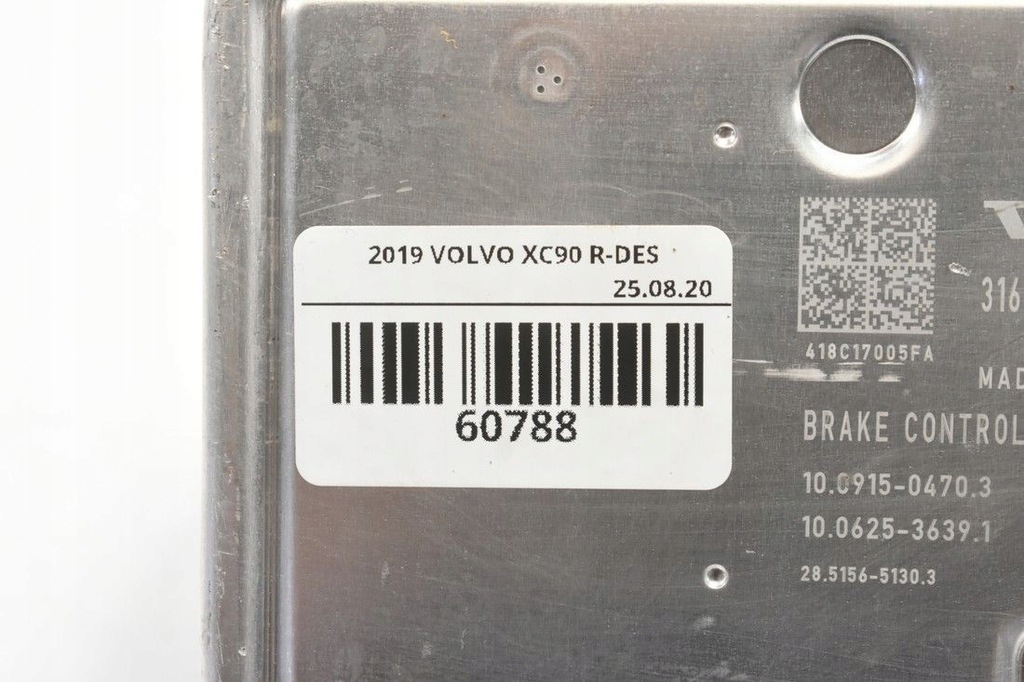 2019 VOLVO XC90 R-DES
25.08.20
60788
418C17005FA
316
MAD
BRAKE CONTROL
10.0915-0470.3
10.0625-3639.1
28.5156-5130.3